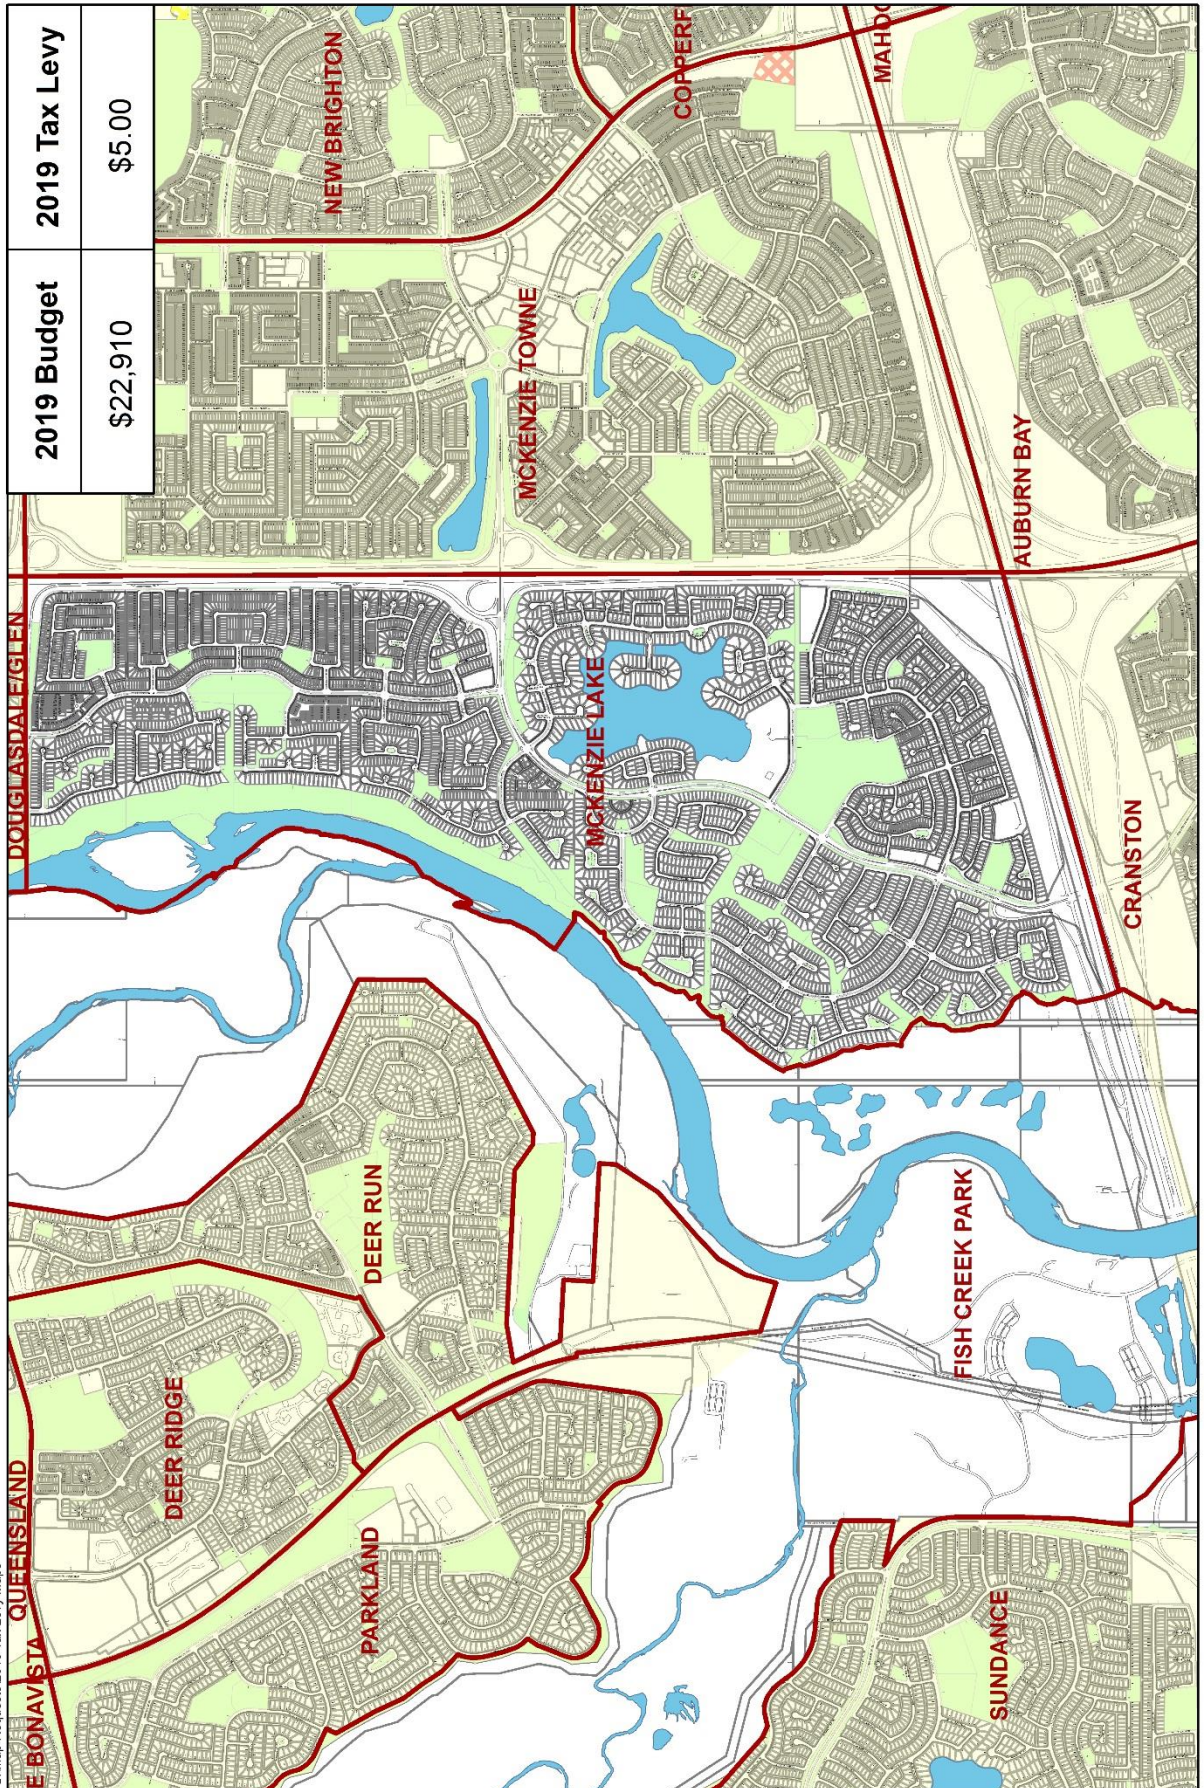 2019 Budget 2019 Tax Levy
$22,910 $5.00
E BONAVISTA
QUEENSLAND
DOUGLASDALE/GLEN
DEER RIDGE
NEW BRIGHTON
PARKLAND
DEER RUN
MCKENZIE LAKE
MCKENZIE TOWNE
COPPERF
MAHOG
SUNDANCE
FISH CREEK PARK
CRANSTON
AUBURN BAY